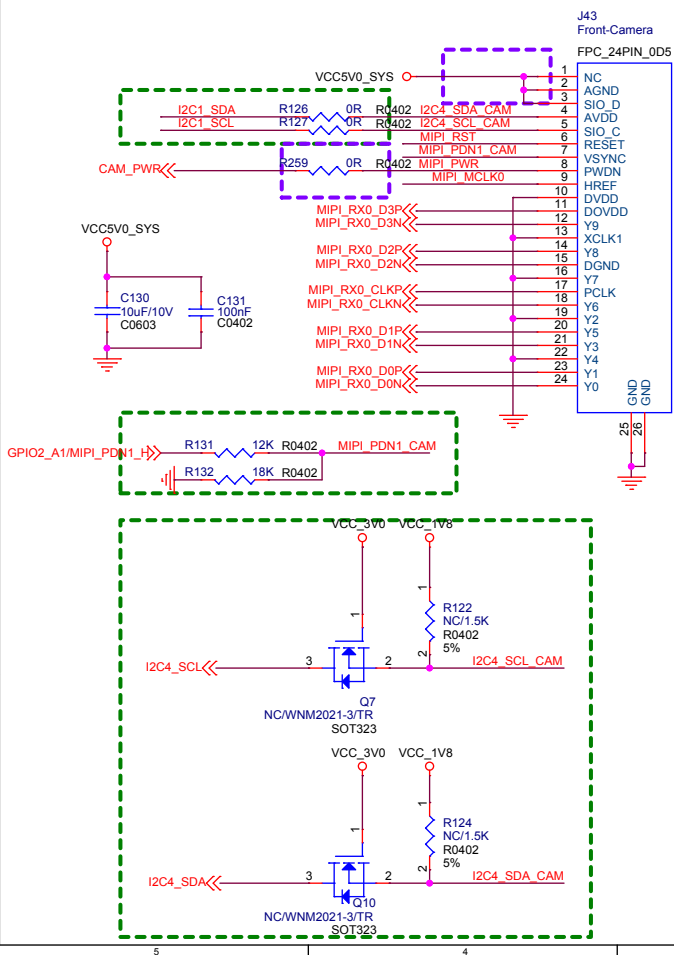 J43
Front-Camera
FPC_24PIN_0D5
VCC5V0_SYS
1 NC
2 AGND
3 SIO_D
I2C1_SDA R126 0R R0402 I2C4_SDA_CAM 4 AVDD
I2C1_SCL R127 0R R0402 I2C4_SCL_CAM 5 SIO_C
MIPI_RST 6 RESET
MIPI_PDN1_CAM 7 VSYNC
CAM_PWR R259 0R R0402 MIPI_PWR 8 PWDN
MIPI_MCLK0 9 HREF
10 DVDD
MIPI_RX0_D3P 11 DOVDD
MIPI_RX0_D3N 12 Y9
13 XCLK1
MIPI_RX0_D2P 14 Y8
MIPI_RX0_D2N 15 DGND
16 Y7
MIPI_RX0_CLKP 17 PCLK
MIPI_RX0_CLKN 18 Y6
19 Y2
MIPI_RX0_D1P 20 Y5
MIPI_RX0_D1N 21 Y3
22 Y4
MIPI_RX0_D0P 23 Y1
MIPI_RX0_D0N 24 Y0
GND
GND
25
26
VCC5V0_SYS
C130
10uF/10V
C0603
C131
100nF
C0402
GPIO2_A1/MIPI_PDN1_H R131 12K R0402 MIPI_PDN1_CAM
R132 18K R0402
VCC_3V0 VCC_1V8
1
1
R122
NC/1.5K
R0402
5%
2
I2C4_SCL 3 2 I2C4_SCL_CAM
Q7
NC/WNM2021-3/TR
SOT323
VCC_3V0 VCC_1V8
1
1
R124
NC/1.5K
R0402
5%
2
I2C4_SDA 3 2 I2C4_SDA_CAM
Q10
NC/WNM2021-3/TR
SOT323
5 4